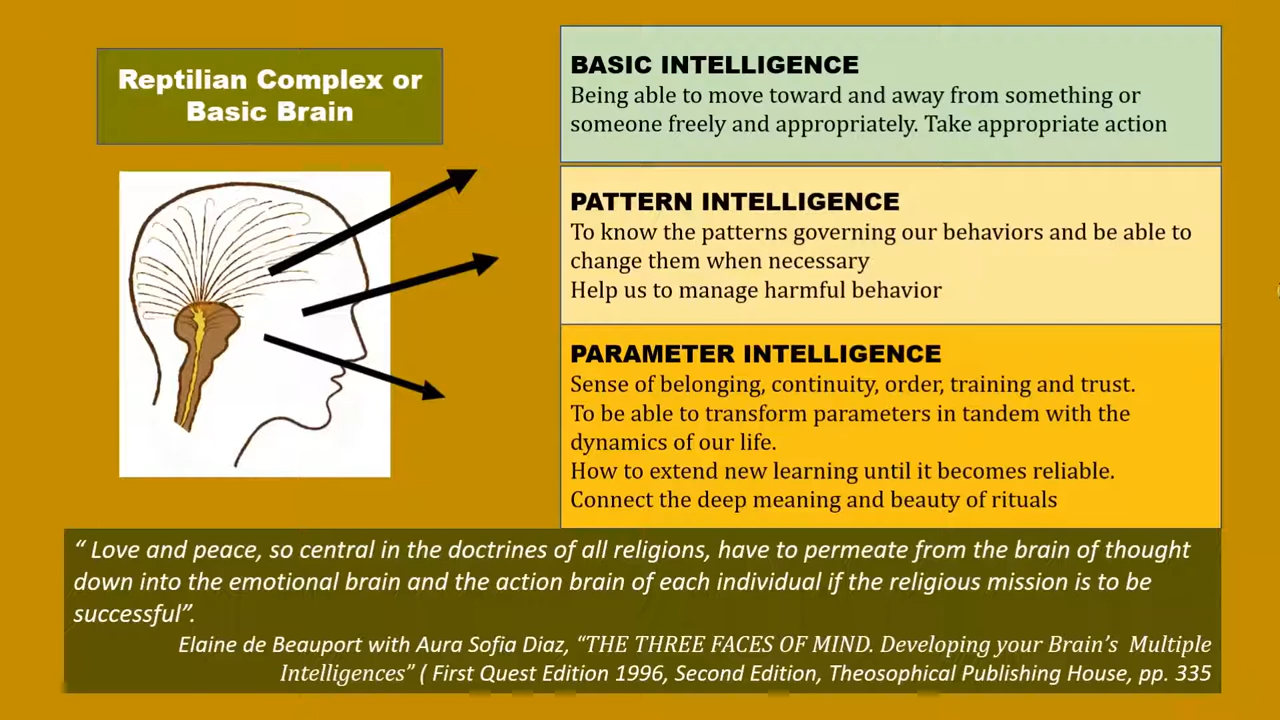 Reptilian Complex or
Basic Brain
BASIC INTELLIGENCE
Being able to move toward and away from something or
someone freely and appropriately. Take appropriate action
PATTERN INTELLIGENCE
To know the patterns governing our behaviors and be able to
change them when necessary
Help us to manage harmful behavior
PARAMETER INTELLIGENCE
Sense of belonging, continuity, order, training and trust.
To be able to transform parameters in tandem with the
dynamics of our life.
How to extend new learning until it becomes reliable.
Connect the deep meaning and beauty of rituals
“ Love and peace, so central in the doctrines of all religions, have to permeate from the brain of thought
down into the emotional brain and the action brain of each individual if the religious mission is to be
successful”.
Elaine de Beauport with Aura Sofia Diaz, “THE THREE FACES OF MIND. Developing your Brain’s Multiple
Intelligences” ( First Quest Edition 1996, Second Edition, Theosophical Publishing House, pp. 335